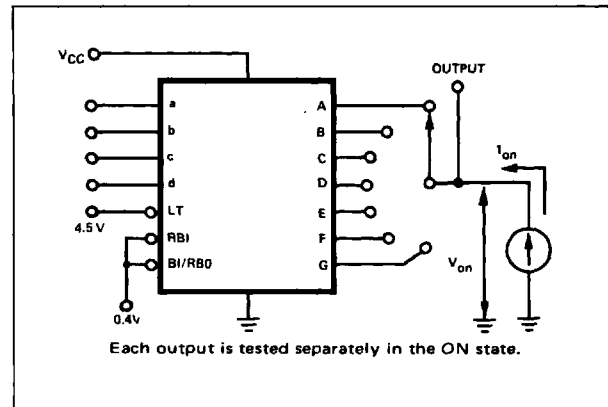 VCC
OUTPUT
a
A
b
B
c
C
Ion
d
D
LT
E
4.5 V
RBI
F
BI/RBO
G
Von
0.4V
Each output is tested separately in the ON state.